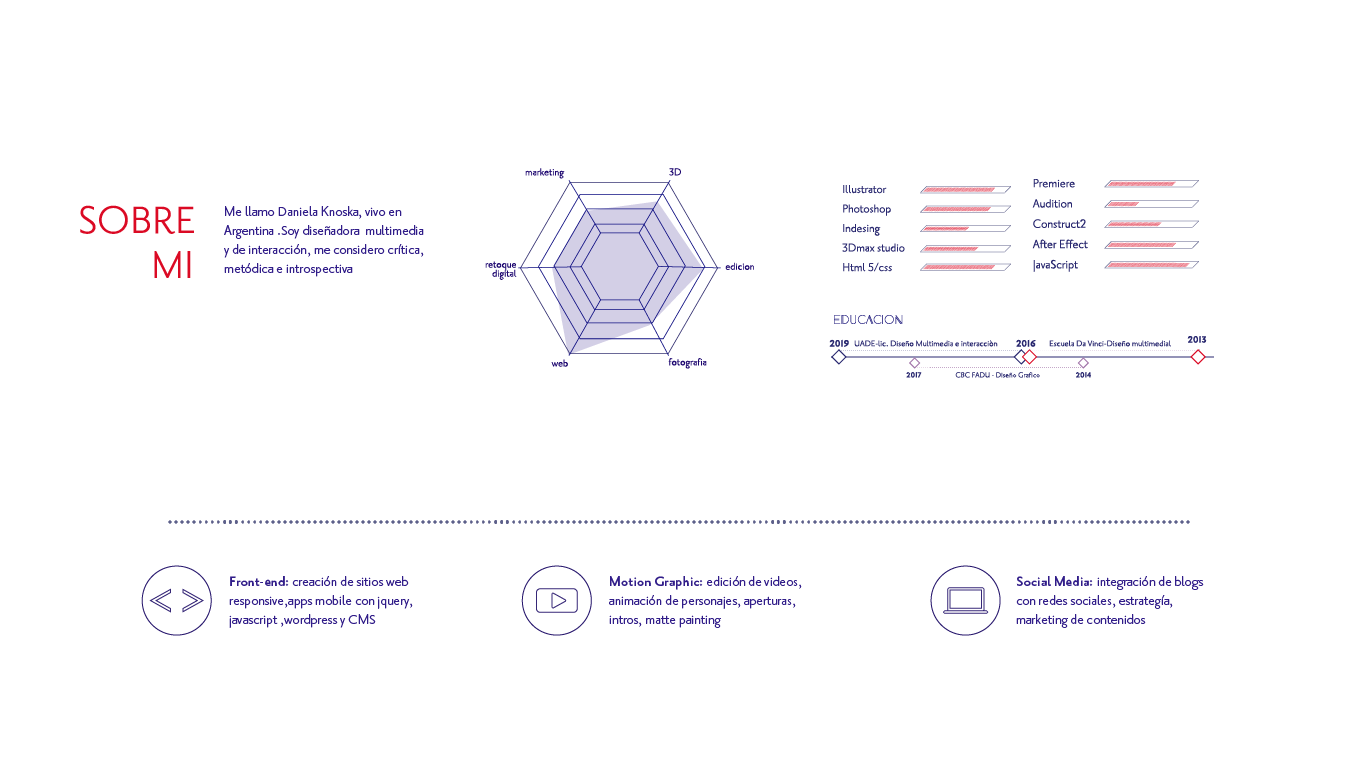 SOBRE
MI
Me llamo Daniela Knoska, vivo en
Argentina .Soy diseñadora multimedia
y de interacción, me considero crítica,
metódica e introspectiva
marketing
3D
retoque
digital
edicion
web
fotografia
Illustrator
Photoshop
Indesing
3Dmax studio
Html 5/css
Premiere
Audition
Construct2
After Effect
JavaScript
EDUCACION
2019 UADE-lic. Diseño Multimedia e interacciòn 2016 Escuela Da Vinci-Diseño multimedial 2013
2017 CBC FADU - Diseño Grafico 2014
Front-end: creación de sitios web
responsive,apps mobile con jquery,
javascript ,wordpress y CMS
Motion Graphic: edición de videos,
animación de personajes, aperturas,
intros, matte painting
Social Media: integración de blogs
con redes sociales, estrategía,
marketing de contenidos